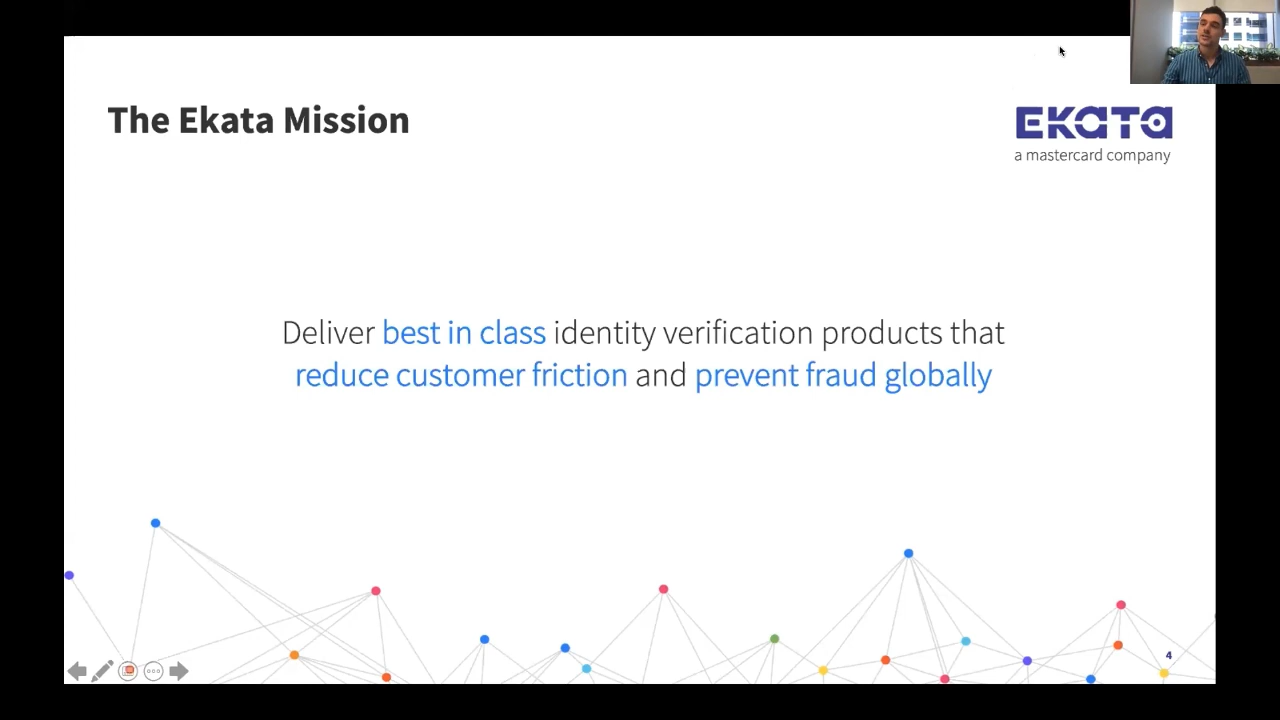 The Ekata Mission
EKATA
a mastercard company
Deliver best in class identity verification products that
reduce customer friction and prevent fraud globally
4